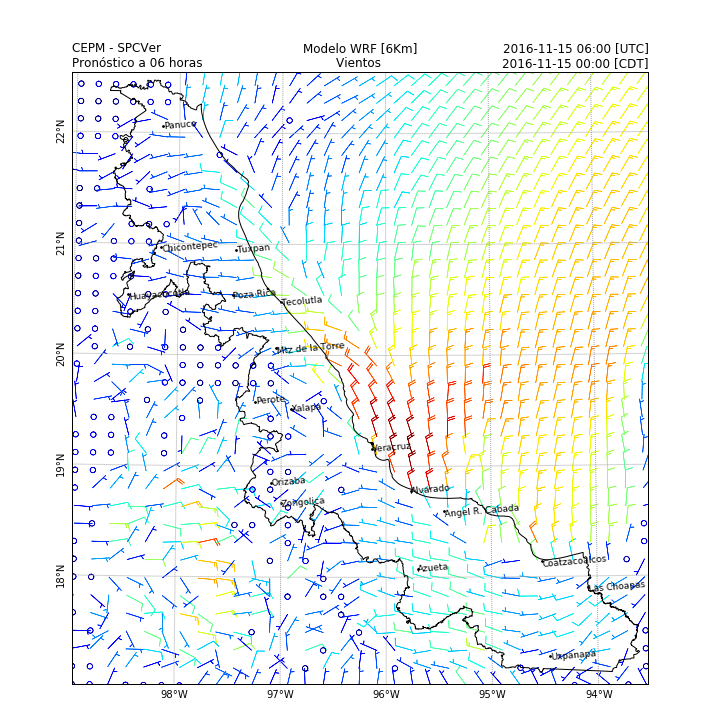 CEPM - SPCVer Modelo WRF [6Km] 2016-11-15 06:00 [UTC]
Pronóstico a 06 horas Vientos 2016-11-15 00:00 [CDT]
22°N
Panuco
21°N
Chicontepec Tuxpan
Huayacocotla Poza Rica Tecolutla
20°N
Mtz de la Torre
Perote Xalapa
Veracruz
19°N
Orizaba Alvarado
Zongolica Angel R. Cabada
18°N
Azueta Coatzacoalcos
Las Choapas
Uxpanapa
98°W 97°W 96°W 95°W 94°W